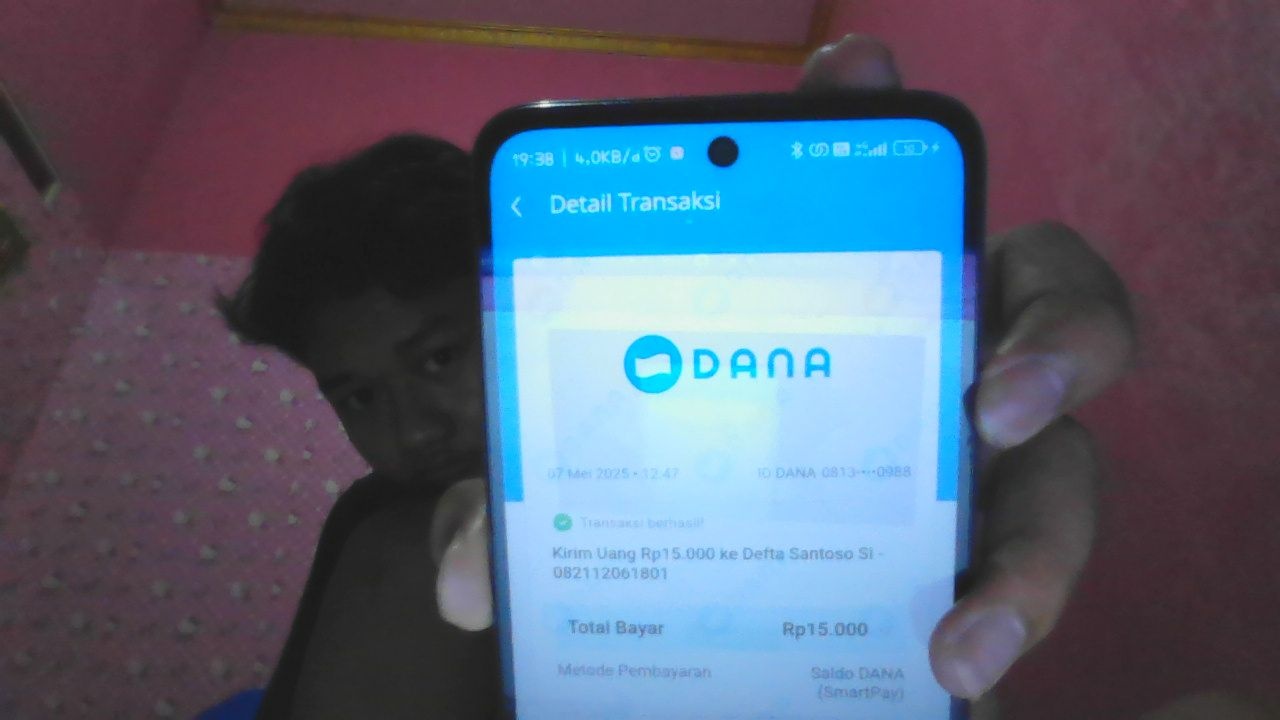 19:38 | 4,0KB/d
Detail Transaksi
DANA
07 Mei 2025 • 12:47 ID DANA 0813•••0988
Transaksi berhasil!
Kirim Uang Rp15.000 ke Defta Santoso SI -
082112061801
Total Bayar Rp15.000
Metode Pembayaran Saldo DANA
(SmartPay)